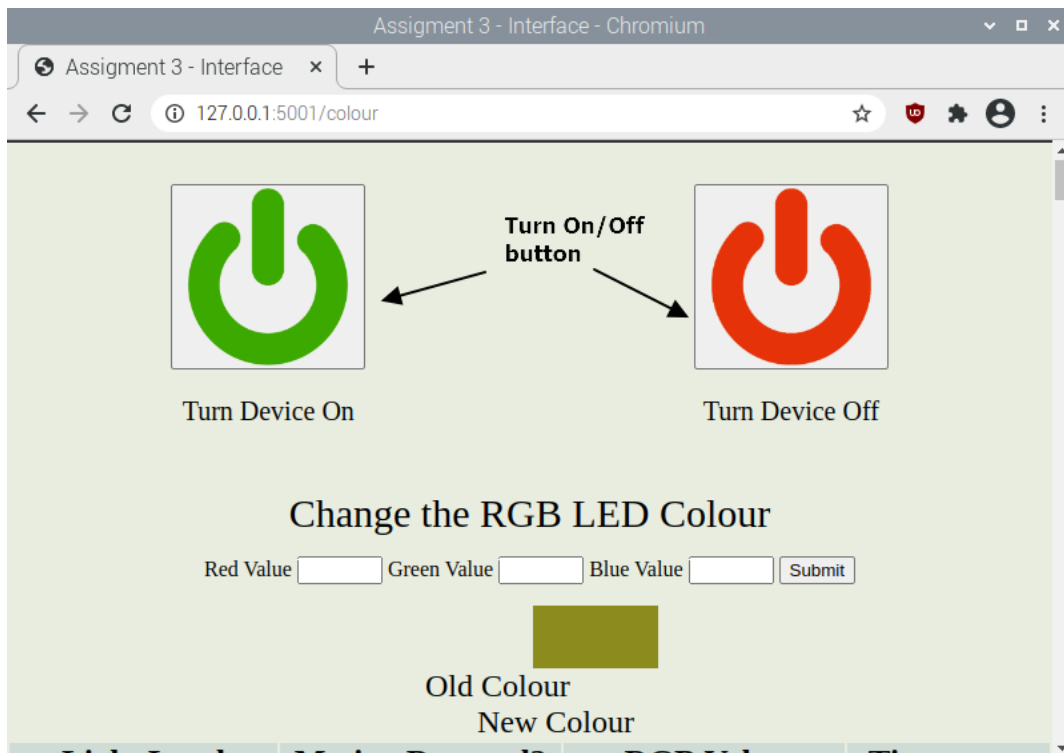 Assigment 3 - Interface - Chromium
Assigment 3 - Interface
127.0.0.1:5001/colour
Turn On/Off
button
Turn Device On
Turn Device Off
Change the RGB LED Colour
Red Value Green Value Blue Value Submit
Old Colour
New Colour